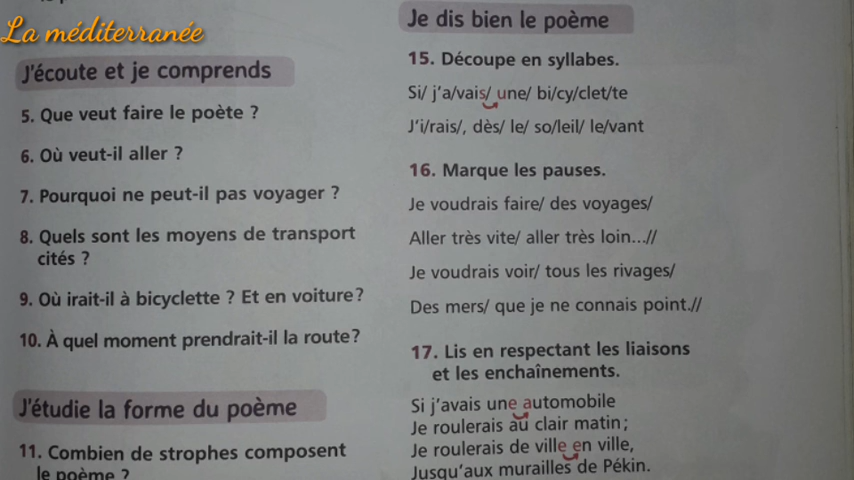 La méditerranée
J'écoute et je comprends
5. Que veut faire le poète ?
6. Où veut-il aller ?
7. Pourquoi ne peut-il pas voyager ?
8. Quels sont les moyens de transport
cités ?
9. Où irait-il à bicyclette ? Et en voiture?
10. À quel moment prendrait-il la route?
J'étudie la forme du poème
11. Combien de strophes composent
le poème ?
Je dis bien le poème
15. Découpe en syllabes.
Si/ j'a/vais/ une/ bi/cy/clet/te
J'i/rais/, dès/ le/ so/leil/ le/vant
16. Marque les pauses.
Je voudrais faire/ des voyages/
Aller très vite/ aller très loin...//
Je voudrais voir/ tous les rivages/
Des mers/ que je ne connais point.//
17. Lis en respectant les liaisons
et les enchaînements.
Si j'avais une automobile
Je roulerais au clair matin ;
Je roulerais de ville en ville,
Jusqu'aux murailles de Pékin.